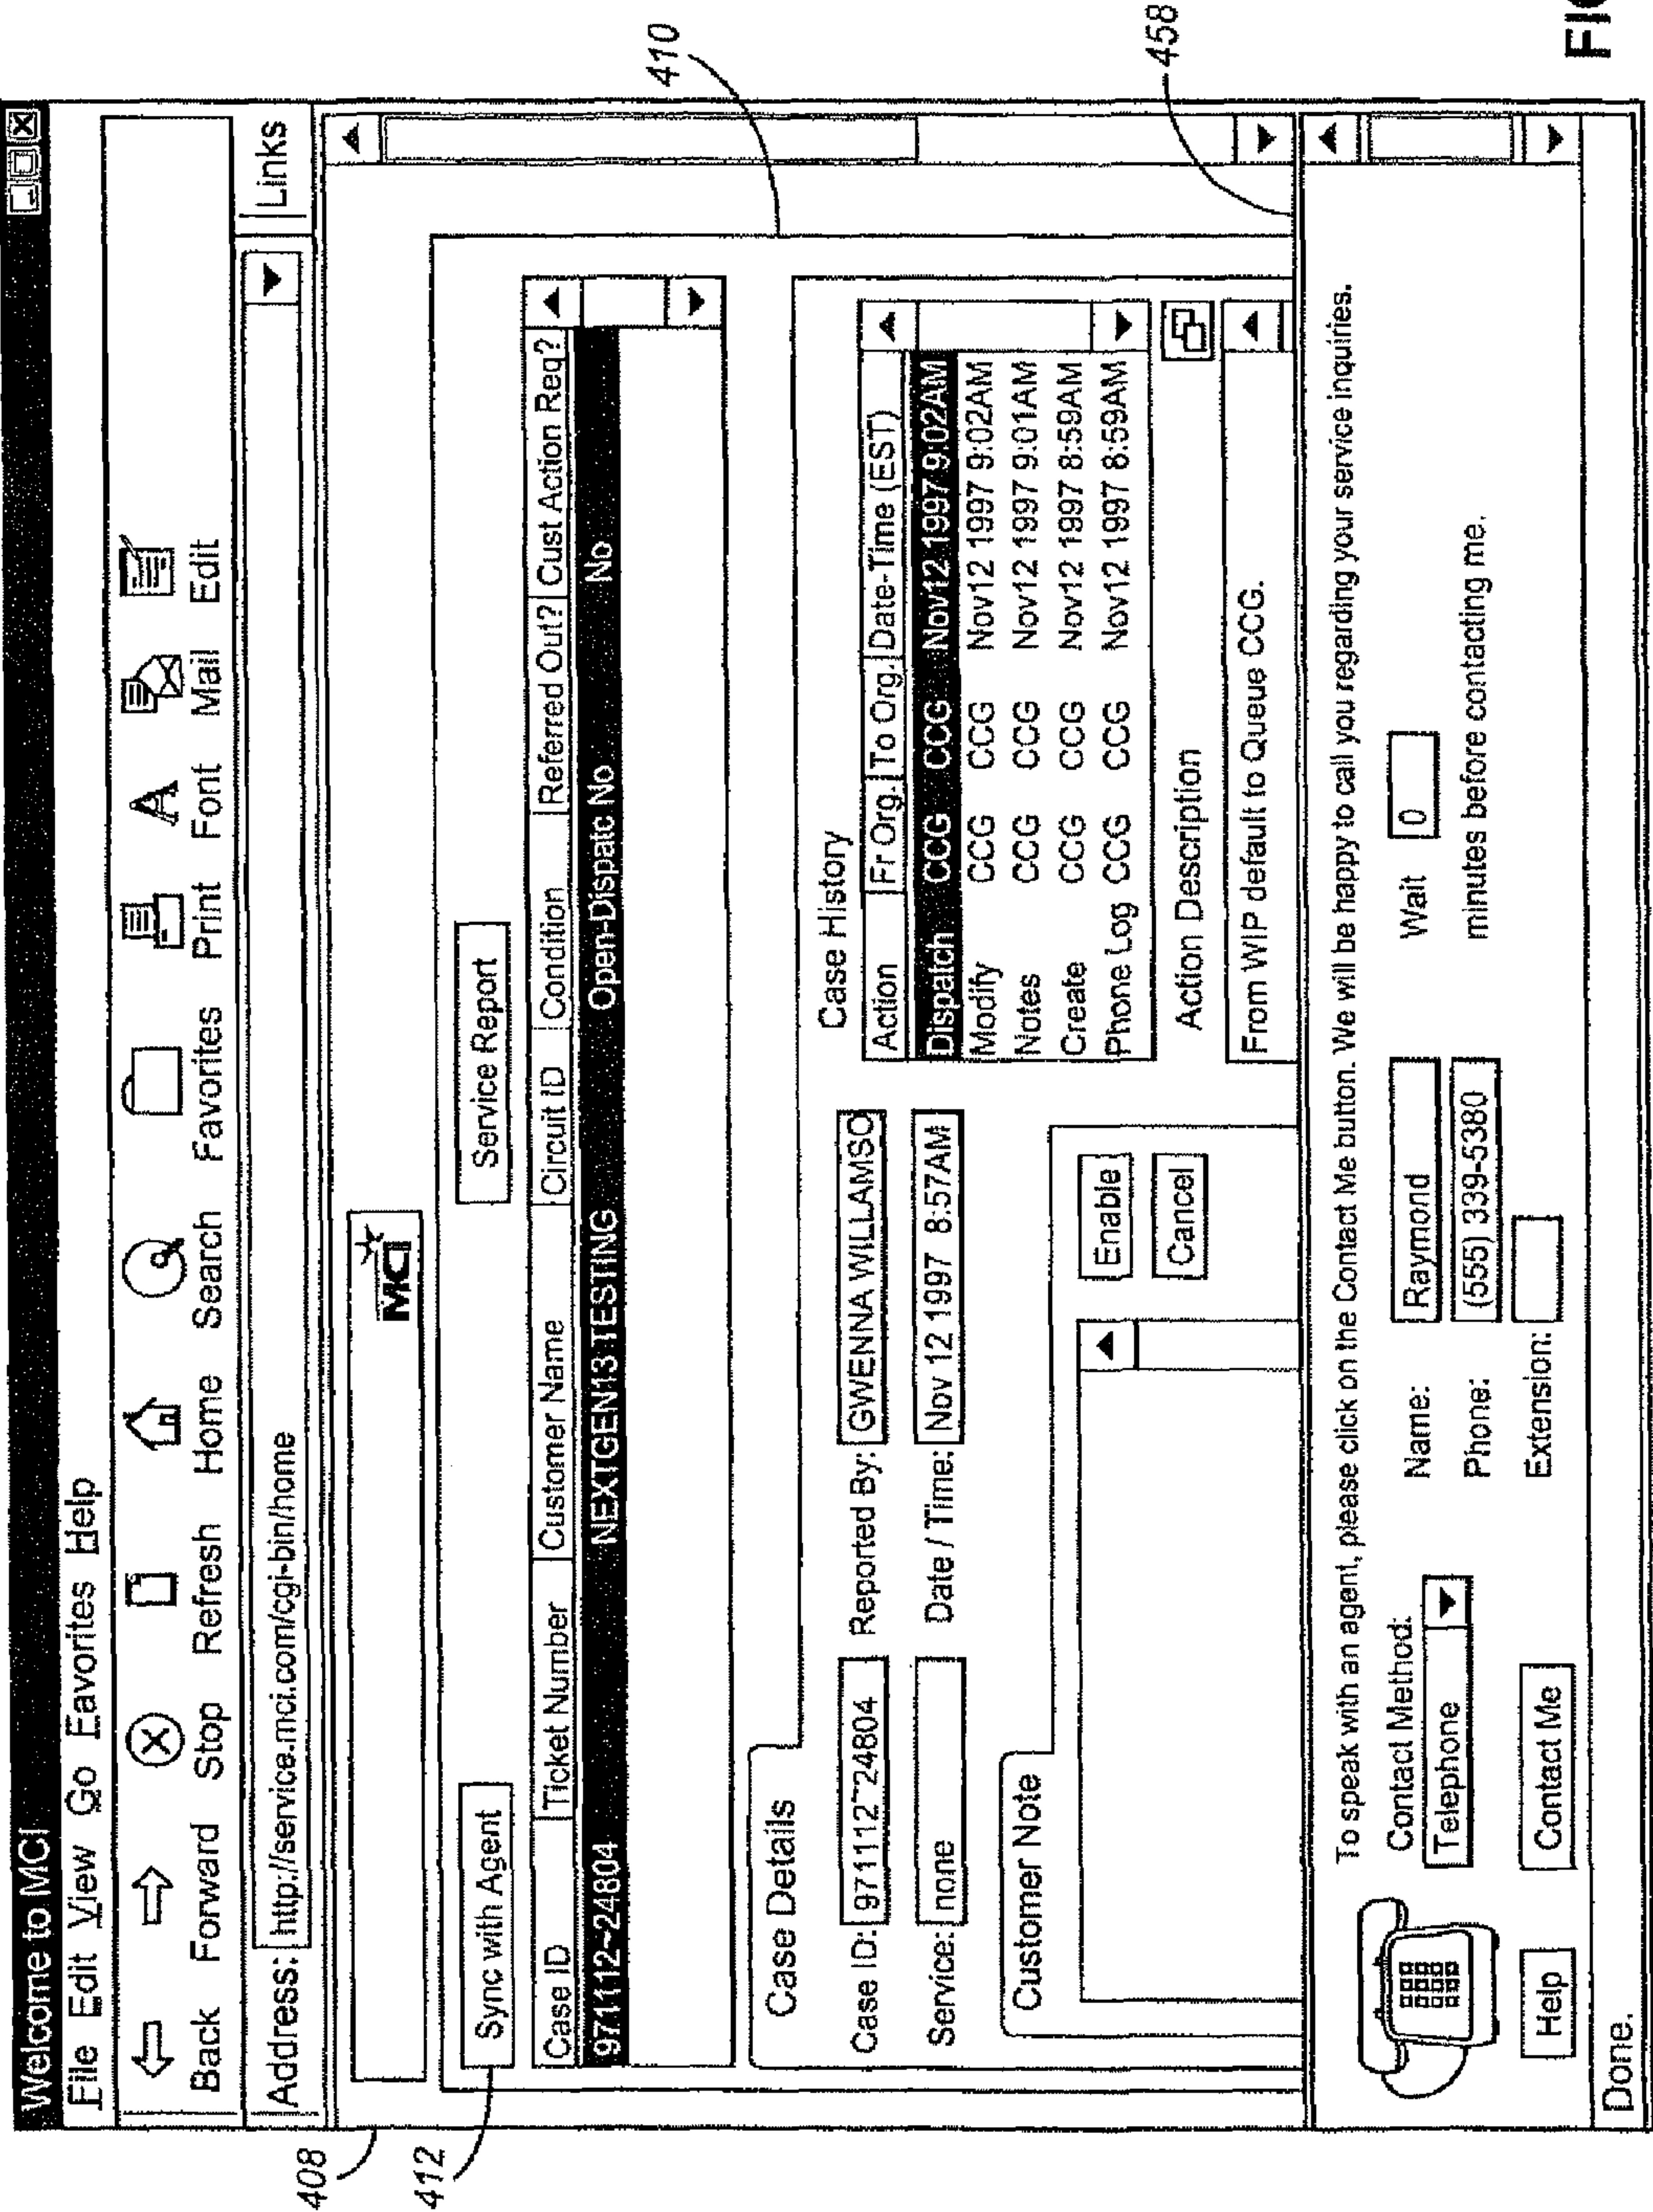 Welcome to MCI
File Edit View Go Favorites Help
Back Forward Stop Refresh Home Search Favorites Print Font Mail Edit
Address: http://service.mci.com/cgi-bin/home Links
408
MCI
412
Sync with Agent Service Report
410
Case ID Ticket Number Customer Name Circuit ID Condition Referred Out? Cust Action Req?
971112-24804 NEXTGEN13 TESTING Open-Dispatc No No
Case Details
Case History
Case ID: 971112-24804 Reported By: GWENNA WILLAMSO
Action Fr Org. To Org. Date-Time (EST)
Service: none Date / Time: Nov 12 1997 8:57AM
Dispatch CCG CCG Nov12 1997 9:02AM
Modify CCG CCG Nov12 1997 9:02AM
Notes CCG CCG Nov12 1997 9:01AM
Create CCG CCG Nov12 1997 8:59AM
Phone Log CCG CCG Nov12 1997 8:59AM
Customer Note
Enable
Cancel
Action Description
From WIP default to Queue CCG.
458
To speak with an agent, please click on the Contact Me button. We will be happy to call you regarding your service inquiries.
Contact Method: Name: Raymond Wait 0
Telephone Phone: (555) 339-5380 minutes before contacting me.
Help Contact Me Extension:
Done.